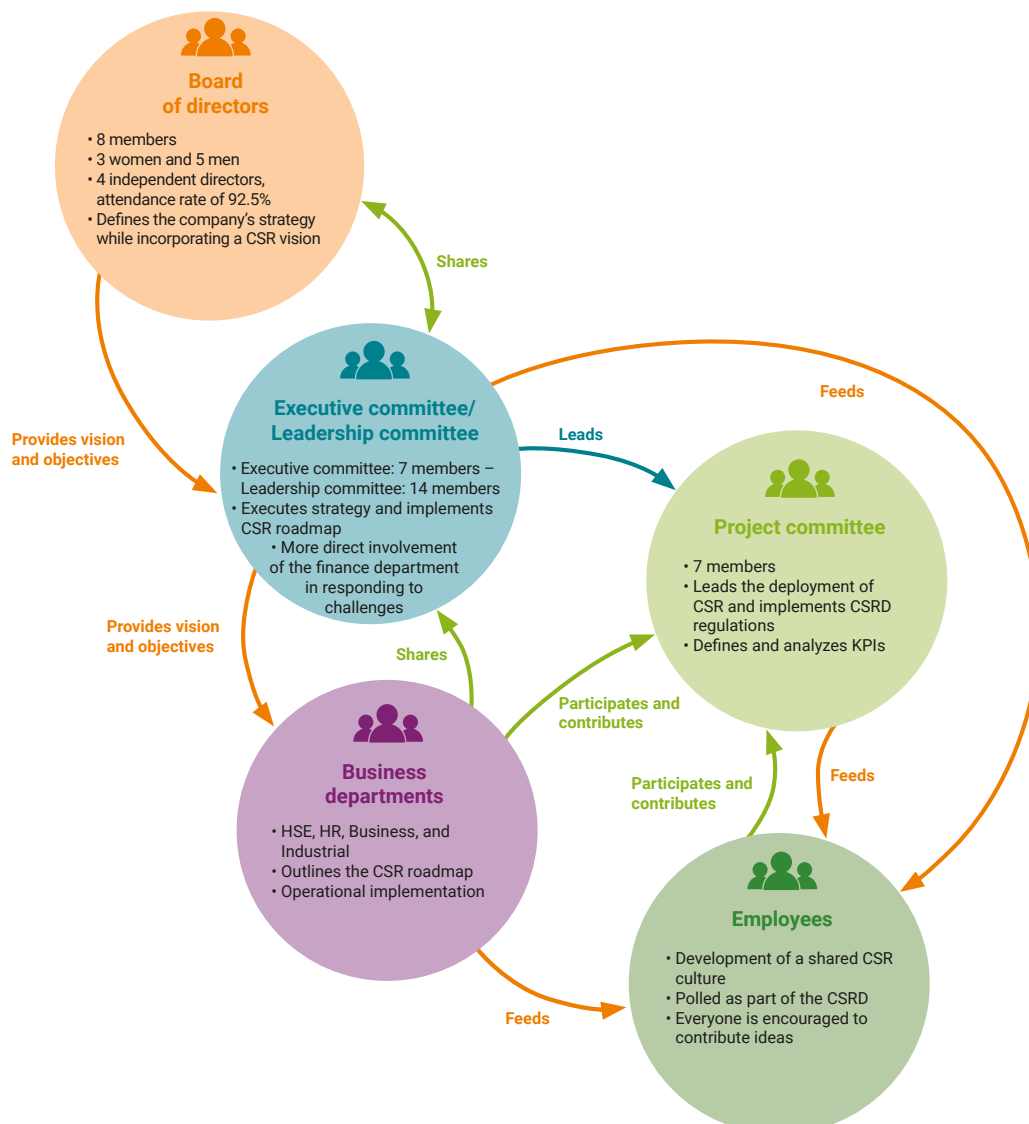 Board
of directors
• 8 members
• 3 women and 5 men
• 4 independent directors,
attendance rate of 92.5%
• Defines the company's strategy
while incorporating a CSR vision
Shares
Provides vision
and objectives
Executive committee/
Leadership committee
• Executive committee: 7 members –
Leadership committee: 14 members
• Executes strategy and implements
CSR roadmap
• More direct involvement
of the finance department
in responding to
challenges
Feeds
Leads
Project committee
• 7 members
• Leads the deployment of
CSR and implements CSRD
regulations
• Defines and analyzes KPIs
Provides vision
and objectives
Shares
Participates and
contributes
Business
departments
• HSE, HR, Business, and
Industrial
• Outlines the CSR roadmap
• Operational implementation
Participates and
contributes
Feeds
Feeds
Employees
• Development of a shared CSR
culture
• Polled as part of the CSRD
• Everyone is encouraged to
contribute ideas